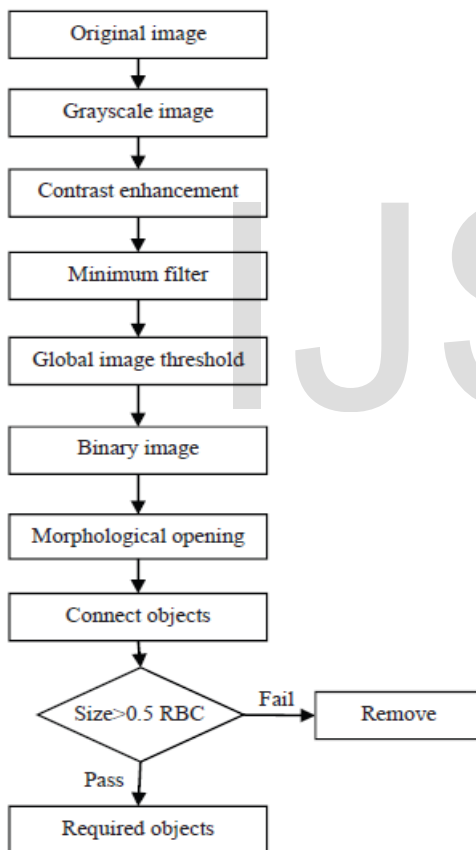 Original image
Grayscale image
Contrast enhancement
Minimum filter
Global image threshold
Binary image
Morphological opening
Connect objects
Size>0.5 RBC
Fail
Remove
Pass
Required objects
IJS